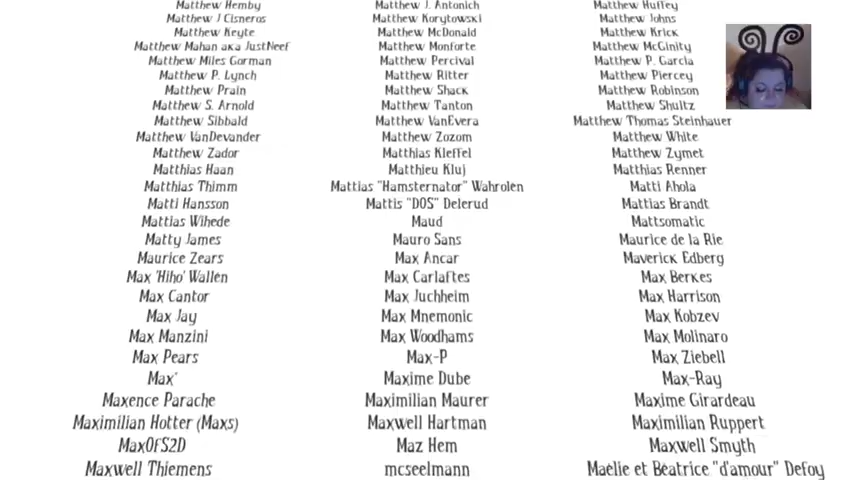 Matthew Hemby Matthew J. Antonich Matthew Huffey
Matthew J Cisneros Matthew Korytowski Matthew Johns
Matthew Keyte Matthew McDonald Matthew Krick
Matthew Mahan aka JustNeef Matthew Monforte Matthew McGinity
Matthew Miles Gorman Matthew Percival Matthew P. Garcia
Matthew P. Lynch Matthew Ritter Matthew Piercey
Matthew Prain Matthew Shack Matthew Robinson
Matthew S. Arnold Matthew Tanton Matthew Shultz
Matthew Sibbald Matthew VanEvera Matthew Thomas Steinhauer
Matthew VanDevander Matthew Zozom Matthew White
Matthew Zador Matthias Kleffel Matthew Zymet
Matthias Haan Matthieu Kluj Matthias Renner
Matthias Thimm Mattias "Hamsternator" Wahrolen Matti Ahola
Matti Hansson Mattis "DOS" Delerud Mattias Brandt
Mattias Wihede Maud Mattsomatic
Matty James Mauro Sans Maurice de la Rie
Maurice Zears Max Ancar Maverick Edberg
Max 'Hiho' Wallen Max Carlaftes Max Berkes
Max Cantor Max Juchheim Max Harrison
Max Jay Max Mnemonic Max Kobzev
Max Manzini Max Woodhams Max Molinaro
Max Pears Max-P Max Ziebell
Max* Maxime Dube Max-Ray
Maxence Parache Maximilian Maurer Maxime Girardeau
Maximilian Hotter (Maxs) Maxwell Hartman Maximilian Ruppert
MaxOfS2D Maz Hem Maxwell Smyth
Maxwell Thiemens mcseelmann Maëlie et Béatrice "d'amour" Defoy